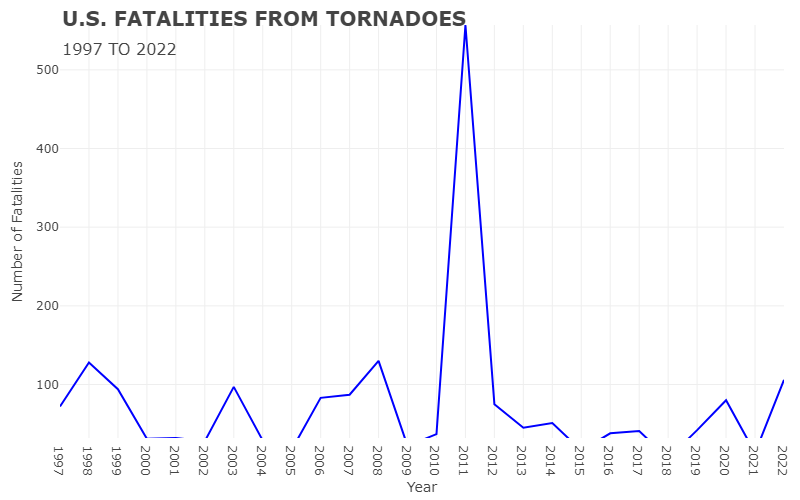 U.S. FATALITIES FROM TORNADOES
1997 TO 2022
Number of Fatalities
500
400
300
200
100
1997 1998 1999 2000 2001 2002 2003 2004 2005 2006 2007 2008 2009 2010 2011 2012 2013 2014 2015 2016 2017 2018 2019 2020 2021 2022
Year